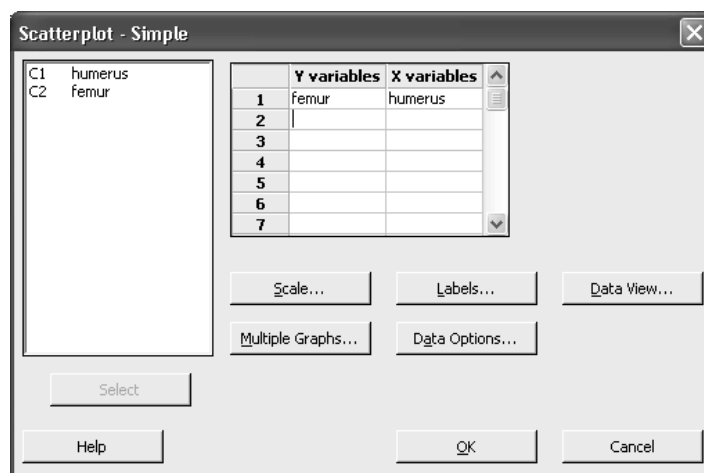 Scatterplot - Simple
C1 humerus
C2 femur
Y variables X variables
1 femur humerus
2
3
4
5
6
7
Scale... Labels... Data View...
Multiple Graphs... Data Options...
Select
Help OK Cancel